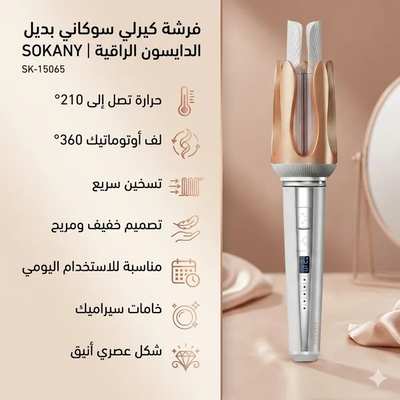 فرشة كيرلي سوكاني بديل
الدايسون الراقية | SOKANY
SK-15065
حرارة تصل إلى 210°
لف أوتوماتيك 360°
تسخين سريع
تصميم خفيف ومريح
مناسبة للاستخدام اليومي
خامات سيراميك
شكل عصري أنيق